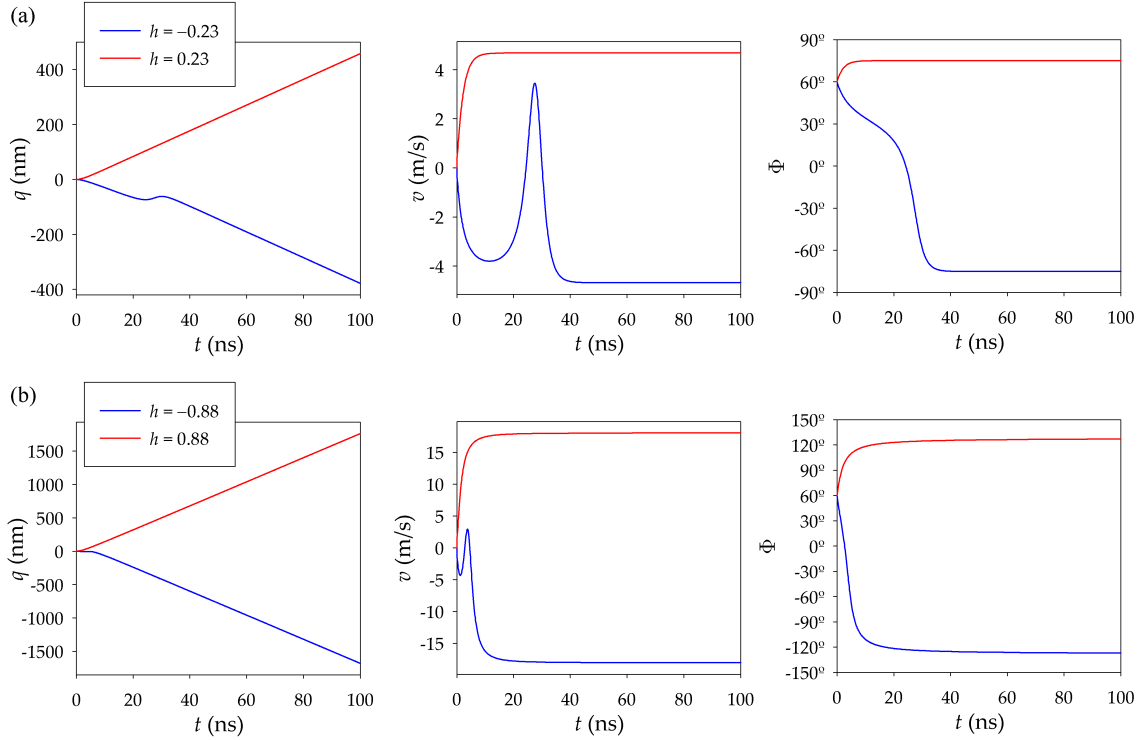 (a)
h = −0.23
h = 0.23
q (nm)
400
200
0
-200
-400
0 20 40 60 80 100
t (ns)
v (m/s)
4
2
0
-2
-4
0 20 40 60 80 100
t (ns)
Φ
90º
60º
30º
0º
-30º
-60º
-90º
0 20 40 60 80 100
t (ns)
(b)
h = −0.88
h = 0.88
q (nm)
1500
1000
500
0
-500
-1000
-1500
0 20 40 60 80 100
t (ns)
v (m/s)
15
10
5
0
-5
-10
-15
0 20 40 60 80 100
t (ns)
Φ
150º
120º
90º
60º
30º
0º
-30º
-60º
-90º
-120º
-150º
0 20 40 60 80 100
t (ns)